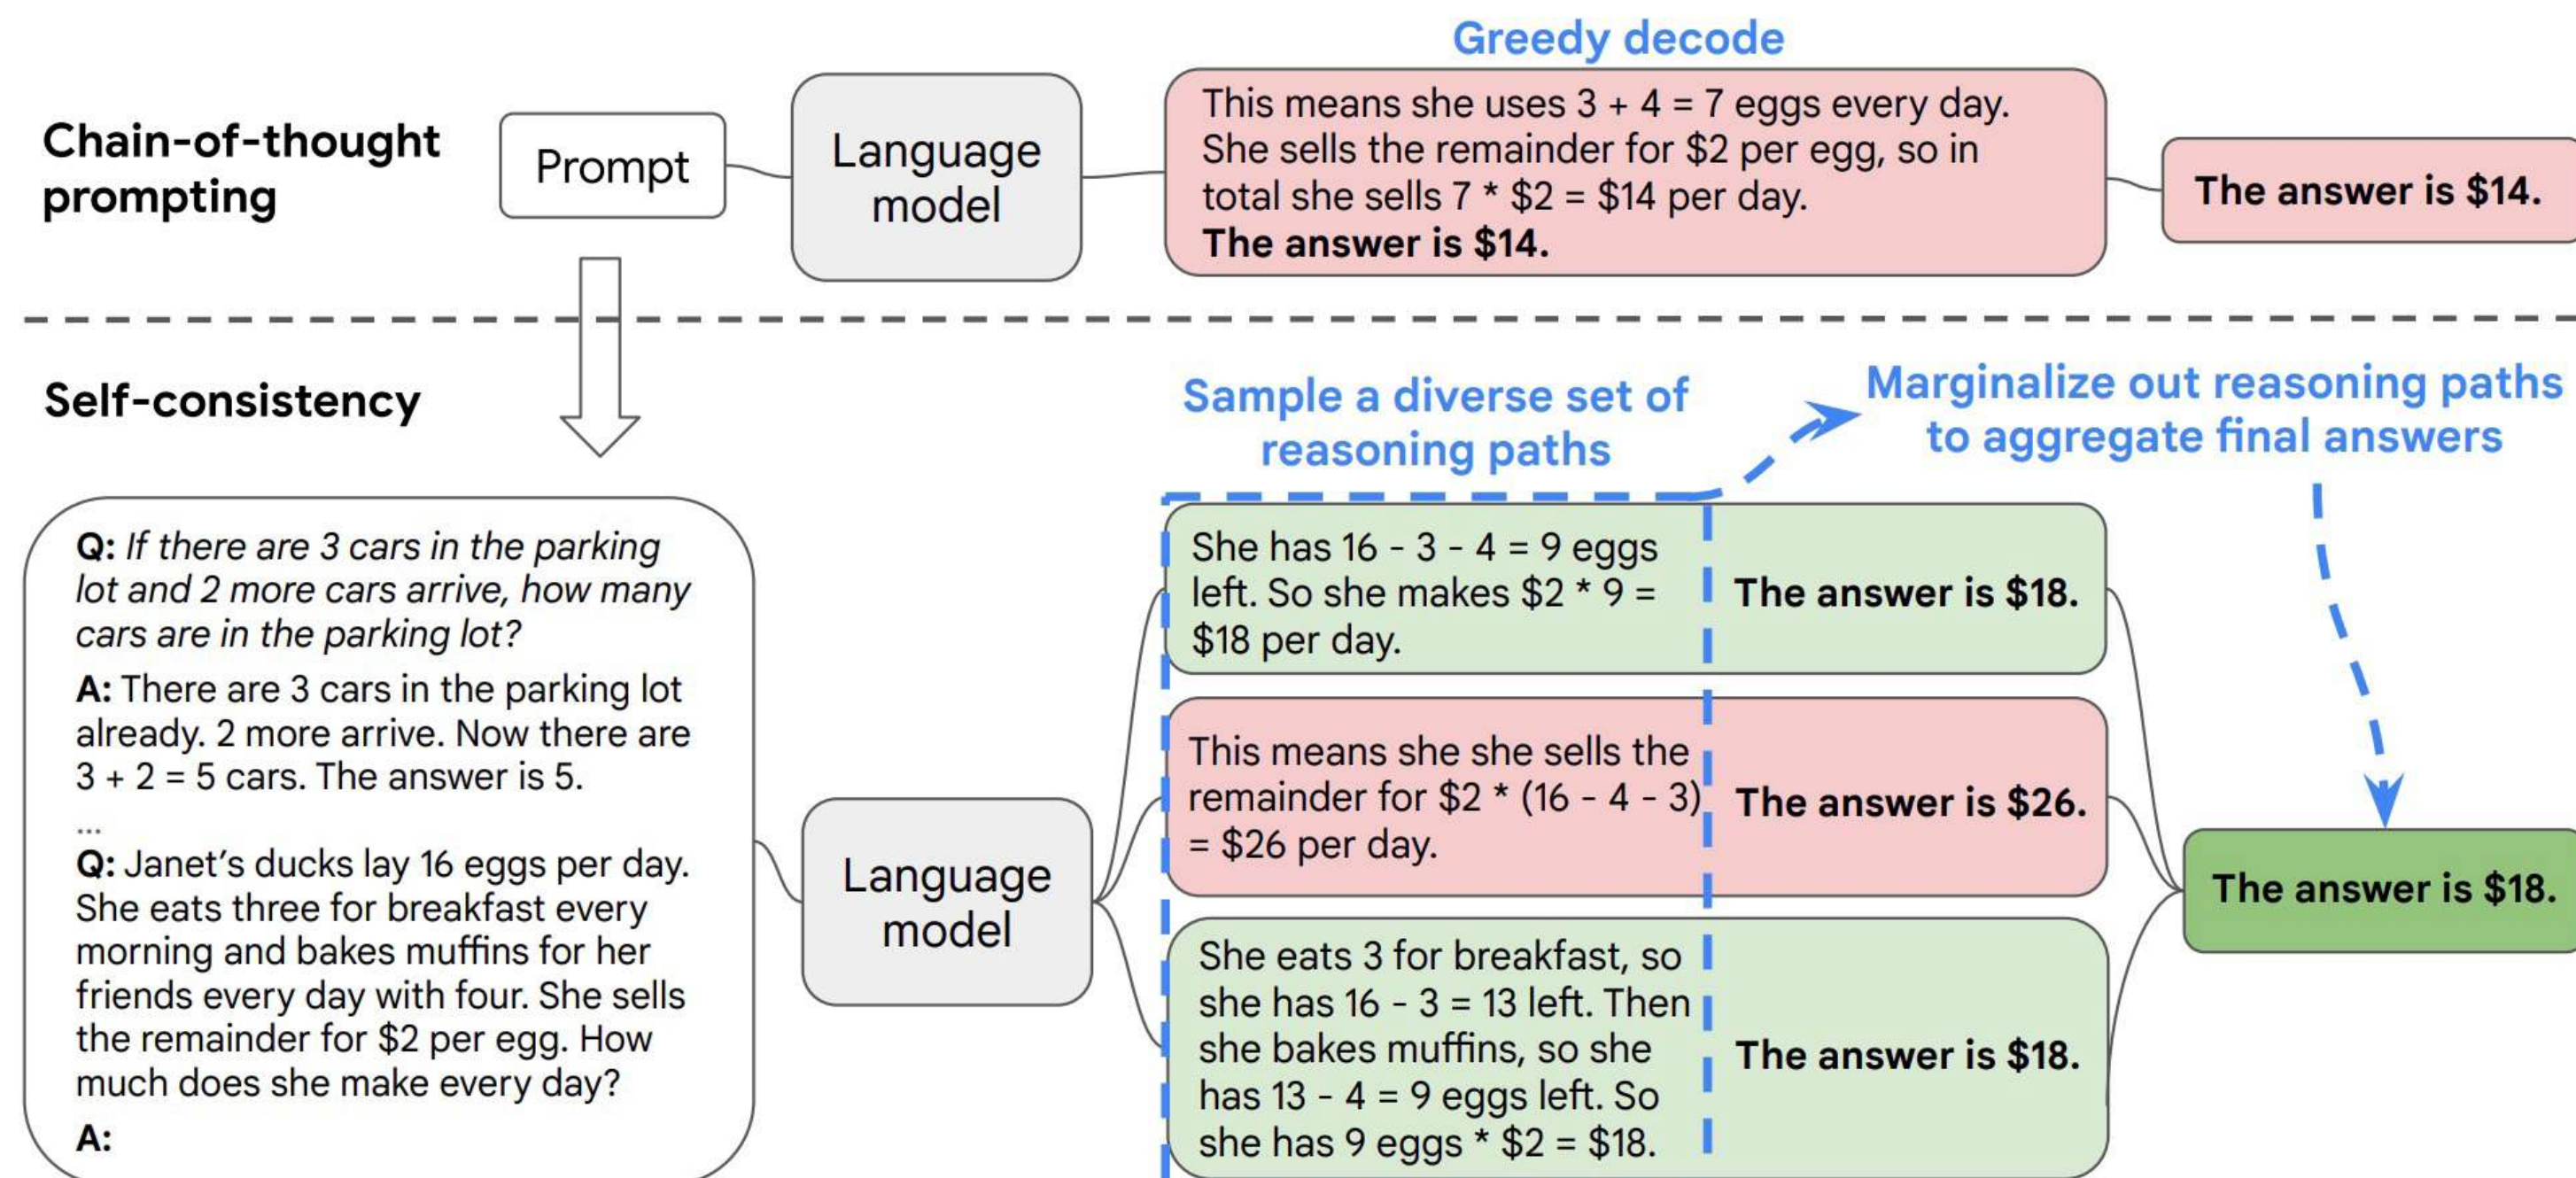 Greedy decode
Chain-of-thought
prompting
Prompt
Language
model
This means she uses 3 + 4 = 7 eggs every day.
She sells the remainder for $2 per egg, so in
total she sells 7 * $2 = $14 per day.
The answer is $14.
The answer is $14.
Self-consistency
Sample a diverse set of
reasoning paths
Marginalize out reasoning paths
to aggregate final answers
Q: If there are 3 cars in the parking
lot and 2 more cars arrive, how many
cars are in the parking lot?
A: There are 3 cars in the parking lot
already. 2 more arrive. Now there are
3 + 2 = 5 cars. The answer is 5.
...
Q: Janet's ducks lay 16 eggs per day.
She eats three for breakfast every
morning and bakes muffins for her
friends every day with four. She sells
the remainder for $2 per egg. How
much does she make every day?
A:
Language
model
She has 16 - 3 - 4 = 9 eggs
left. So she makes $2 * 9 =
$18 per day.
The answer is $18.
This means she she sells the
remainder for $2 * (16 - 4 - 3)
= $26 per day.
The answer is $26.
She eats 3 for breakfast, so
she has 16 - 3 = 13 left. Then
she bakes muffins, so she
has 13 - 4 = 9 eggs left. So
she has 9 eggs * $2 = $18.
The answer is $18.
The answer is $18.